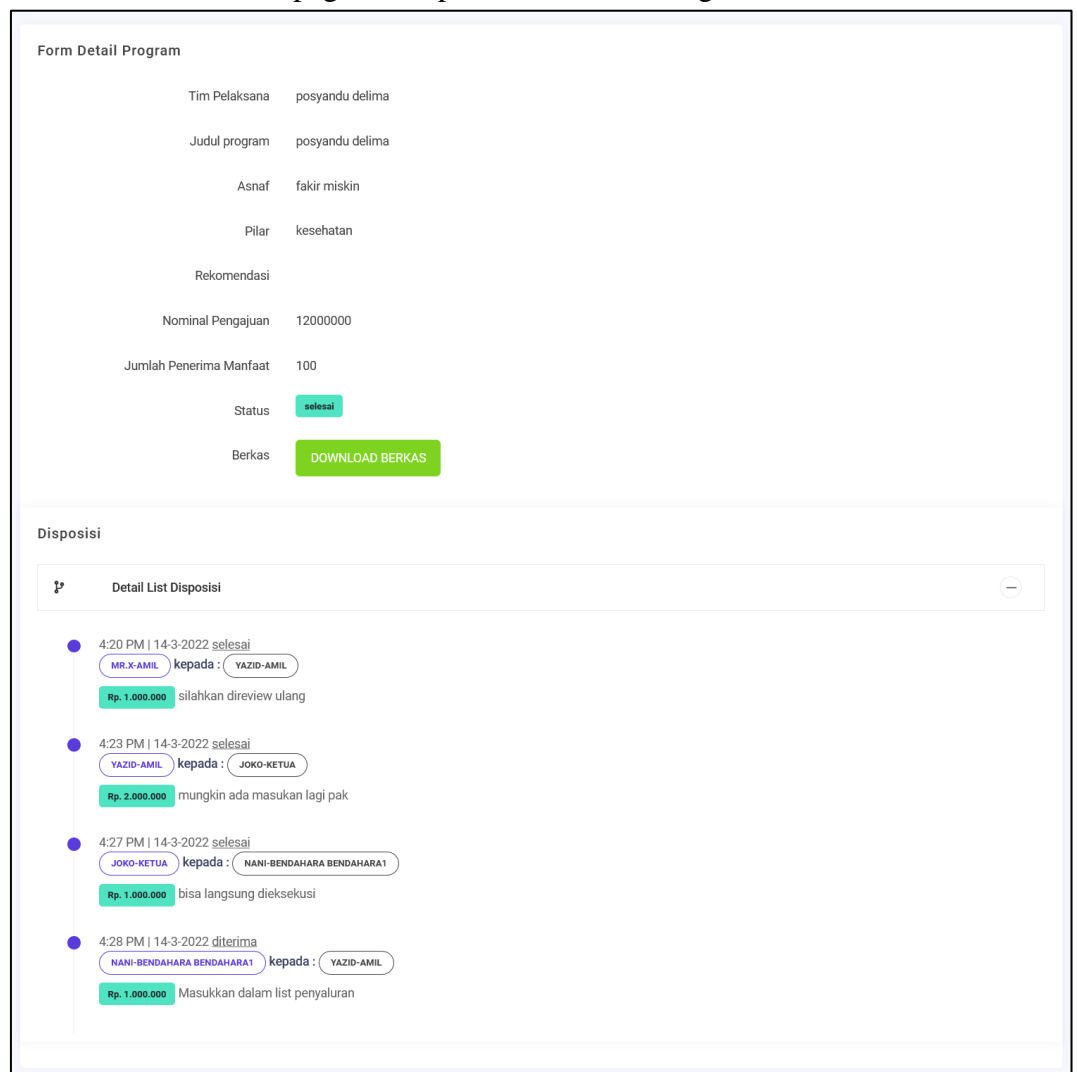 Form Detail Program
Tim Pelaksana posyandu delima
Judul program posyandu delima
Asnaf fakir miskin
Pilar kesehatan
Rekomendasi
Nominal Pengajuan 12000000
Jumlah Penerima Manfaat 100
Status selesai
Berkas DOWNLOAD BERKAS
Disposisi
Detail List Disposisi
4:20 PM | 14-3-2022 selesai
MR.X-AMIL kepada : YAZID-AMIL
Rp. 1.000.000 silahkan direview ulang
4:23 PM | 14-3-2022 selesai
YAZID-AMIL kepada : JOKO-KETUA
Rp. 2.000.000 mungkin ada masukan lagi pak
4:27 PM | 14-3-2022 selesai
JOKO-KETUA kepada : NANI-BENDAHARA BENDAHARA1
Rp. 1.000.000 bisa langsung dieksekusi
4:28 PM | 14-3-2022 diterima
NANI-BENDAHARA BENDAHARA1 kepada : YAZID-AMIL
Rp. 1.000.000 Masukkan dalam list penyaluran